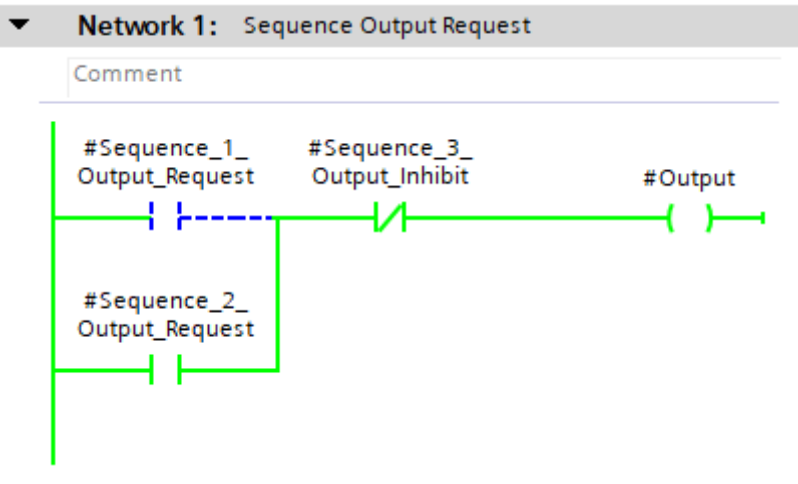 Network 1: Sequence Output Request
Comment
#Sequence_1_
Output_Request
#Sequence_3_
Output_Inhibit
#Output
#Sequence_2_
Output_Request